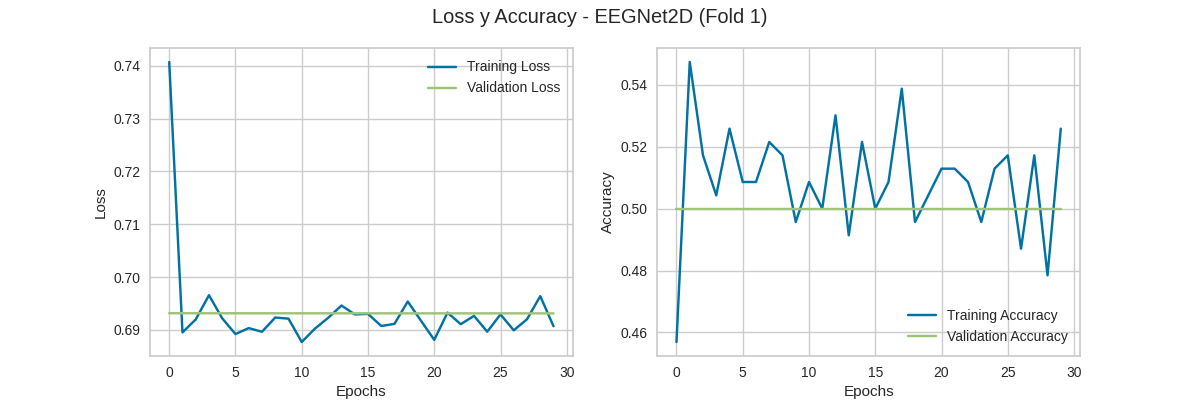 Loss y Accuracy - EEGNet2D (Fold 1)
0.74
0.73
0.72
0.71
0.70
0.69
Loss
0
5
10
15
20
25
30
Epochs
Training Loss
Validation Loss
0.54
0.52
0.50
0.48
0.46
Accuracy
0
5
10
15
20
25
30
Epochs
Training Accuracy
Validation Accuracy